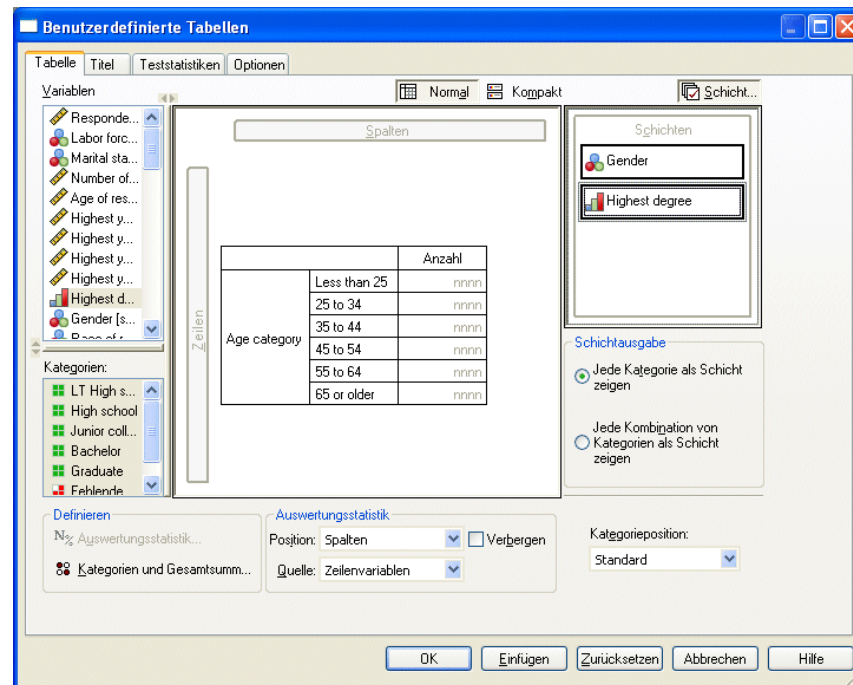 Benutzerdefinierte Tabellen
Tabelle Titel Teststatistiken Optionen
Variablen
Normal Kompakt Schicht...
Responde...
Labor forc...
Marital sta...
Number of...
Age of res...
Highest y...
Highest y...
Highest y...
Highest y...
Highest d...
Gender [s...
Kategorien:
LT High s...
High school
Junior coll...
Bachelor
Graduate
Fehlende
Spalten
Zeilen
Anzahl
Age category
Less than 25 nnnn
25 to 34 nnnn
35 to 44 nnnn
45 to 54 nnnn
55 to 64 nnnn
65 or older nnnn
Schichten
Gender
Highest degree
Schichtausgabe
Jede Kategorie als Schicht
zeigen
Jede Kombination von
Kategorien als Schicht
zeigen
Definieren
N% Auswertungsstatistik...
Kategorien und Gesamtsumm...
Auswertungsstatistik
Position: Spalten Verbergen
Quelle: Zeilenvariablen
Kategorieposition:
Standard
OK Einfügen Zurücksetzen Abbrechen Hilfe